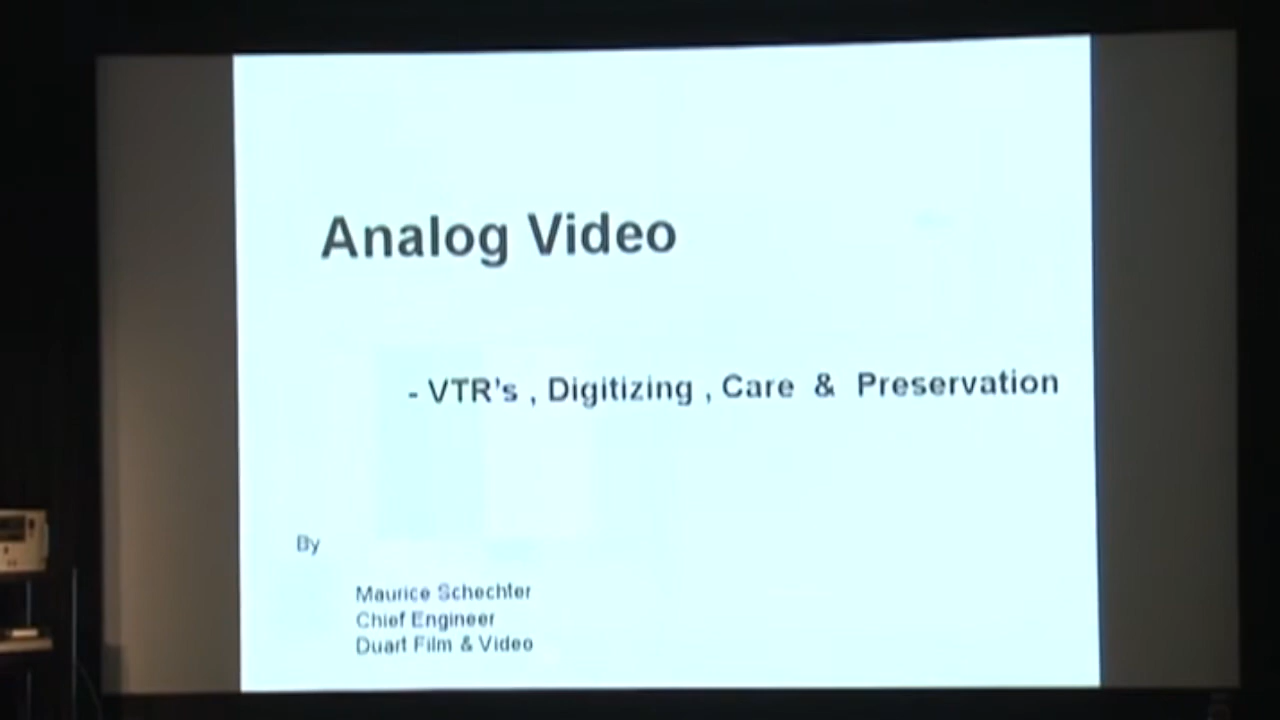 Analog Video
- VTR's , Digitizing , Care & Preservation
By
Maurice Schechter
Chief Engineer
Duart Film & Video